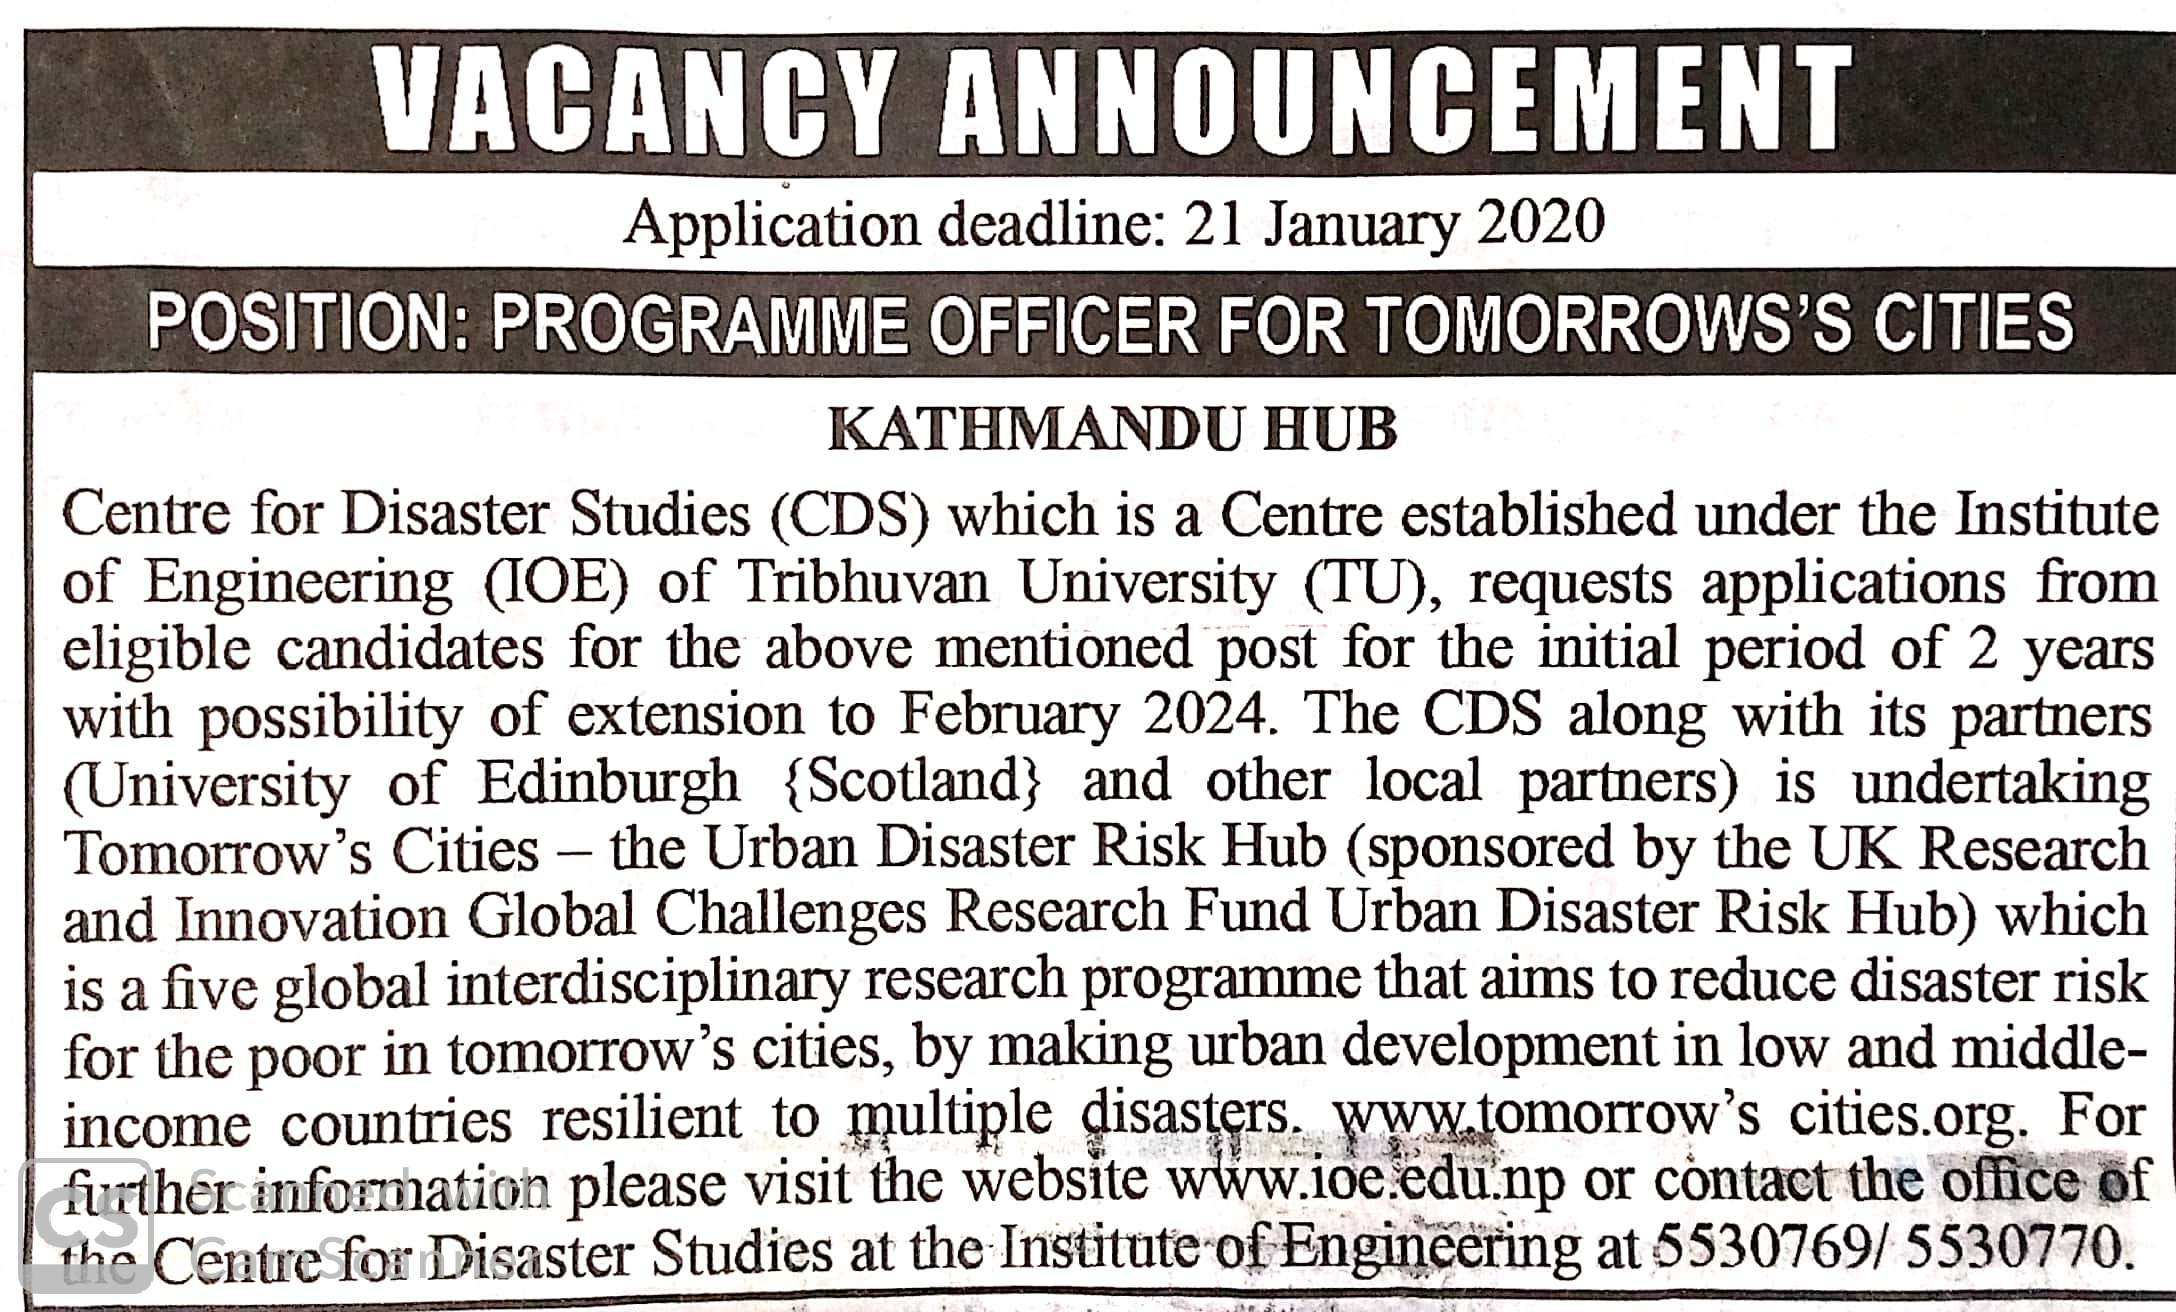 VACANCY ANNOUNCEMENT
Application deadline: 21 January 2020
POSITION: PROGRAMME OFFICER FOR TOMORROWS'S CITIES
KATHMANDU HUB
Centre for Disaster Studies (CDS) which is a Centre established under the Institute
of Engineering (IOE) of Tribhuvan University (TU), requests applications from
eligible candidates for the above mentioned post for the initial period of 2 years
with possibility of extension to February 2024. The CDS along with its partners
(University of Edinburgh {Scotland} and other local partners) is undertaking
Tomorrow's Cities – the Urban Disaster Risk Hub (sponsored by the UK Research
and Innovation Global Challenges Research Fund Urban Disaster Risk Hub) which
is a five global interdisciplinary research programme that aims to reduce disaster risk
for the poor in tomorrow's cities, by making urban development in low and middle-
income countries resilient to multiple disasters. www.tomorrow's cities.org. For
further information please visit the website www.ioe.edu.np or contact the office of
the Centre for Disaster Studies at the Institute of Engineering at 5530769/ 5530770.
CS Scanned with
CamScanner